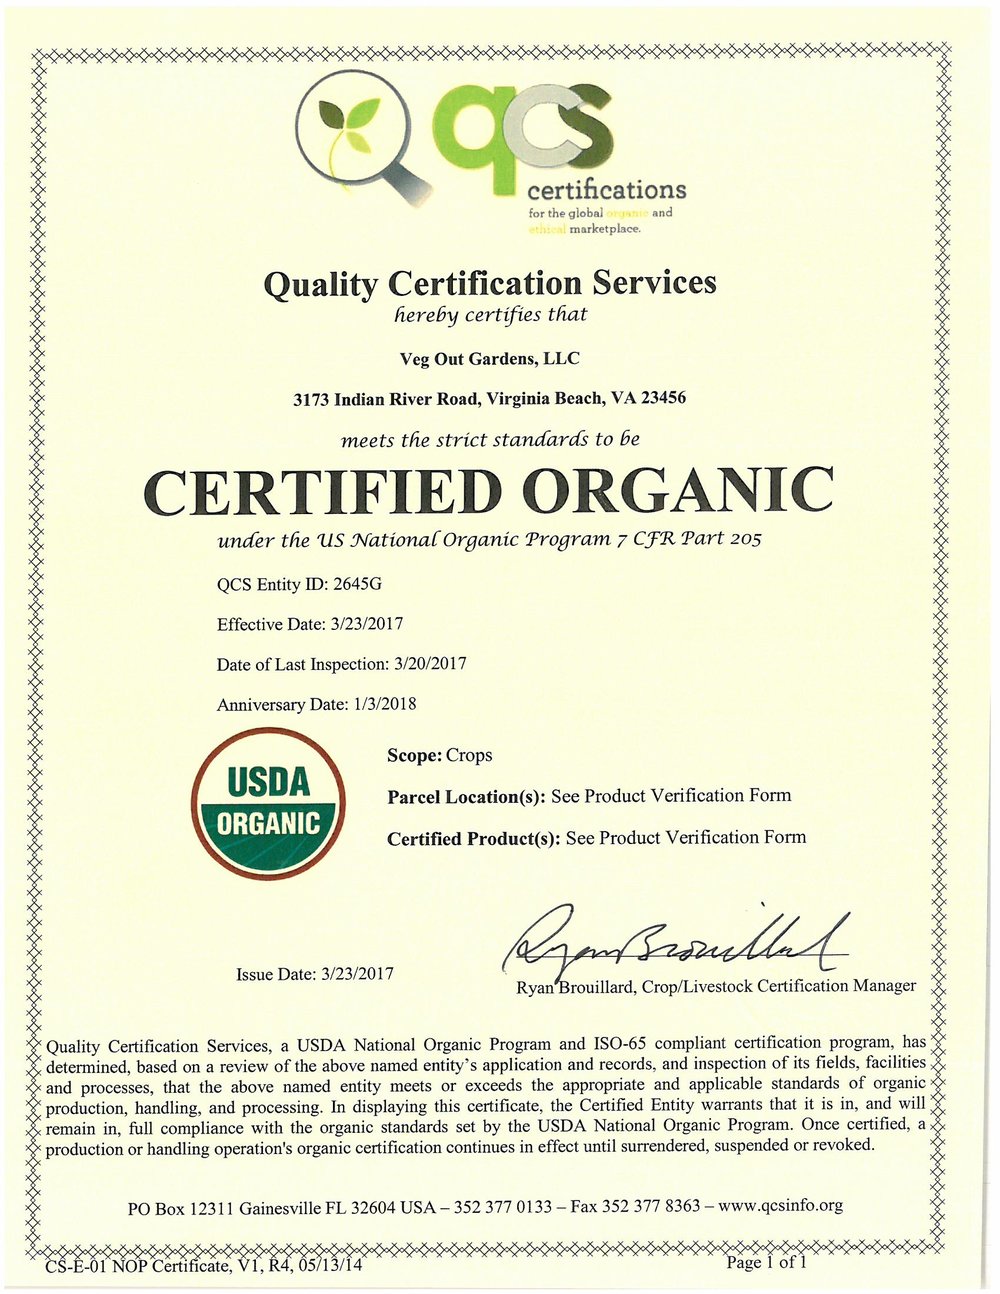 qcs
certifications
for the global organic and
ethical marketplace.
Quality Certification Services
hereby certifies that
Veg Out Gardens, LLC
3173 Indian River Road, Virginia Beach, VA 23456
meets the strict standards to be
CERTIFIED ORGANIC
under the US National Organic Program 7 CFR Part 205
QCS Entity ID: 2645G
Effective Date: 3/23/2017
Date of Last Inspection: 3/20/2017
Anniversary Date: 1/3/2018
USDA
ORGANIC
Scope: Crops
Parcel Location(s): See Product Verification Form
Certified Product(s): See Product Verification Form
Ryan Brouillard
Issue Date: 3/23/2017
Ryan Brouillard, Crop/Livestock Certification Manager
Quality Certification Services, a USDA National Organic Program and ISO-65 compliant certification program, has
determined, based on a review of the above named entity's application and records, and inspection of its fields, facilities
and processes, that the above named entity meets or exceeds the appropriate and applicable standards of organic
production, handling, and processing. In displaying this certificate, the Certified Entity warrants that it is in, and will
remain in, full compliance with the organic standards set by the USDA National Organic Program. Once certified, a
production or handling operation's organic certification continues in effect until surrendered, suspended or revoked.
PO Box 12311 Gainesville FL 32604 USA – 352 377 0133 – Fax 352 377 8363 – www.qcsinfo.org
CS-E-01 NOP Certificate, V1, R4, 05/13/14
Page 1 of 1